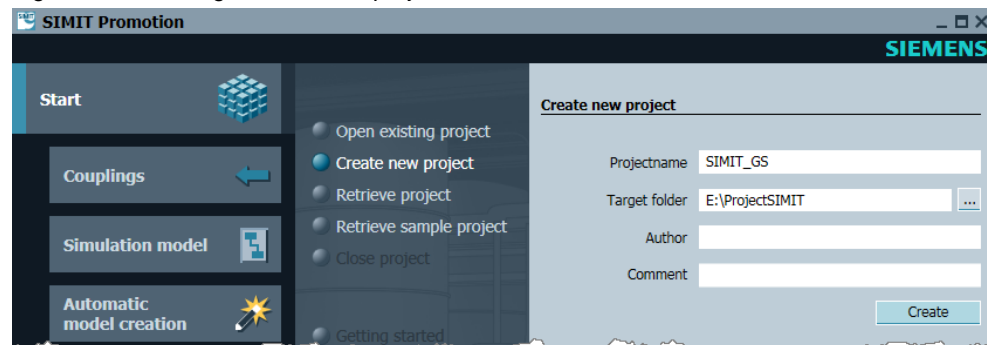 SIMIT Promotion
SIEMENS
Start
Couplings
Simulation model
Automatic
model creation
Open existing project
Create new project
Retrieve project
Retrieve sample project
Close project
Getting started
Create new project
Projectname SIMIT_GS
Target folder E:\ProjectSIMIT ...
Author
Comment
Create